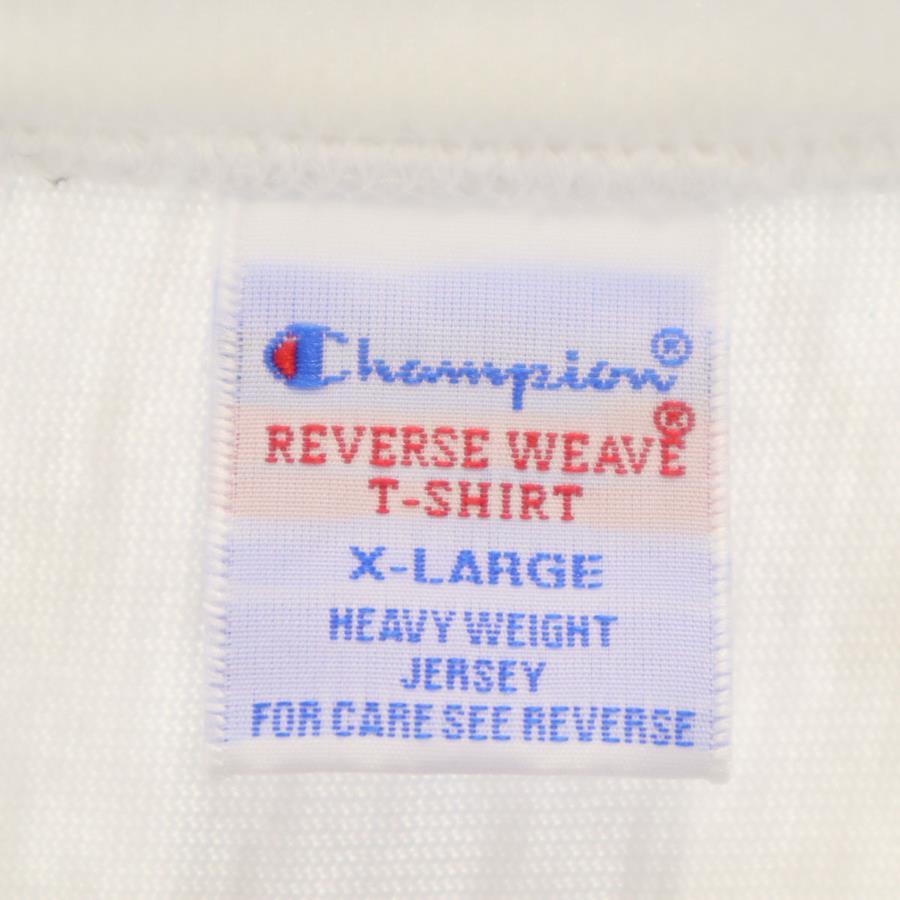 Champion®
REVERSE WEAVE®
T-SHIRT
X-LARGE
HEAVY WEIGHT
JERSEY
FOR CARE SEE REVERSE